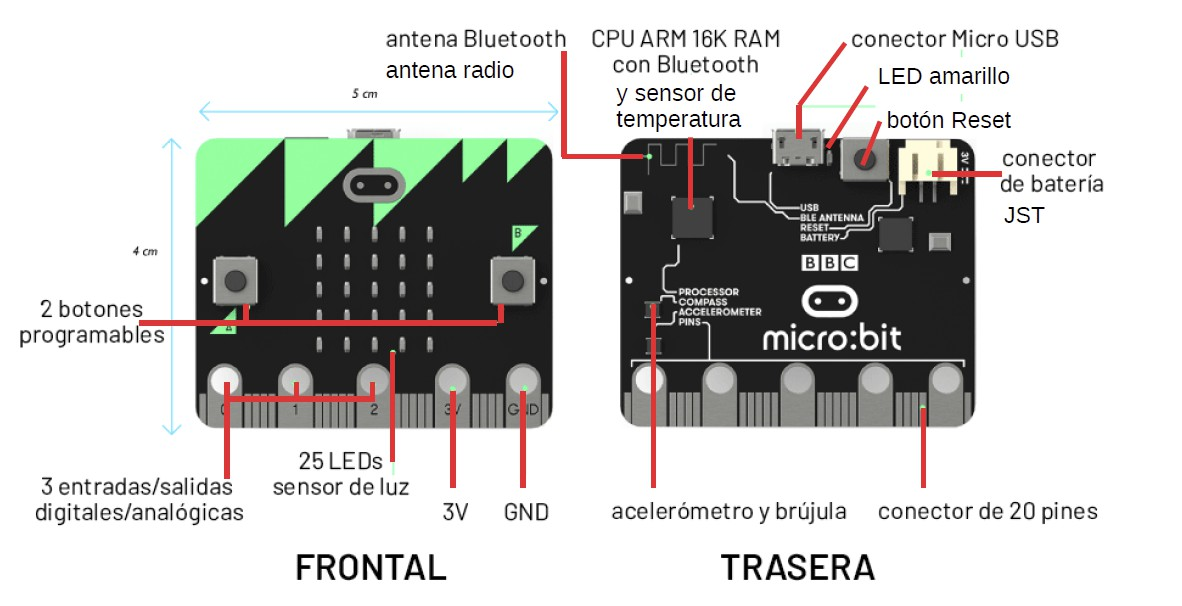 antena Bluetooth
antena radio
CPU ARM 16K RAM
con Bluetooth
y sensor de
temperatura
conector Micro USB
LED amarillo
botón Reset
conector
de batería
JST
5 cm
4 cm
B
A
2 botones
programables
0
1
2
3V
GND
3 entradas/salidas
digitales/analógicas
25 LEDs
sensor de luz
3V
GND
FRONTAL
3V
USB
BLE ANTENNA
RESET
BATTERY
BBC
PROCESSOR
COMPASS
ACCELEROMETER
PINS
micro:bit
acelerómetro y brújula
conector de 20 pines
TRASERA